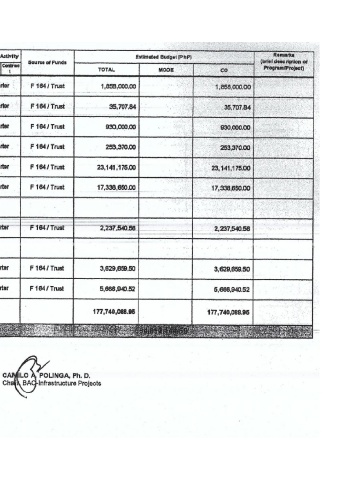 Activity Source of Funds Estimated Budget (PhP) Remarks (brief description of Program/Project)
Contract TOTAL MOOE CO
rter F 164 / Trust 1,858,000.00 1,858,000.00
rter F 164 / Trust 35,707.84 35,707.84
rter F 164 / Trust 930,000.00 930,000.00
rter F 164 / Trust 253,370.00 253,370.00
rter F 164 / Trust 23,141,175.00 23,141,175.00
rter F 164 / Trust 17,338,650.00 17,338,650.00
rter F 164 / Trust 2,237,540.56 2,237,540.56
rter F 164 / Trust 3,629,659.50 3,629,659.50
rter F 164 / Trust 5,666,940.52 5,666,940.52
177,740,088.95 177,740,088.95
CAMILO A. POLINGA, Ph. D.
Chair, BAC-Infrastructure Projects